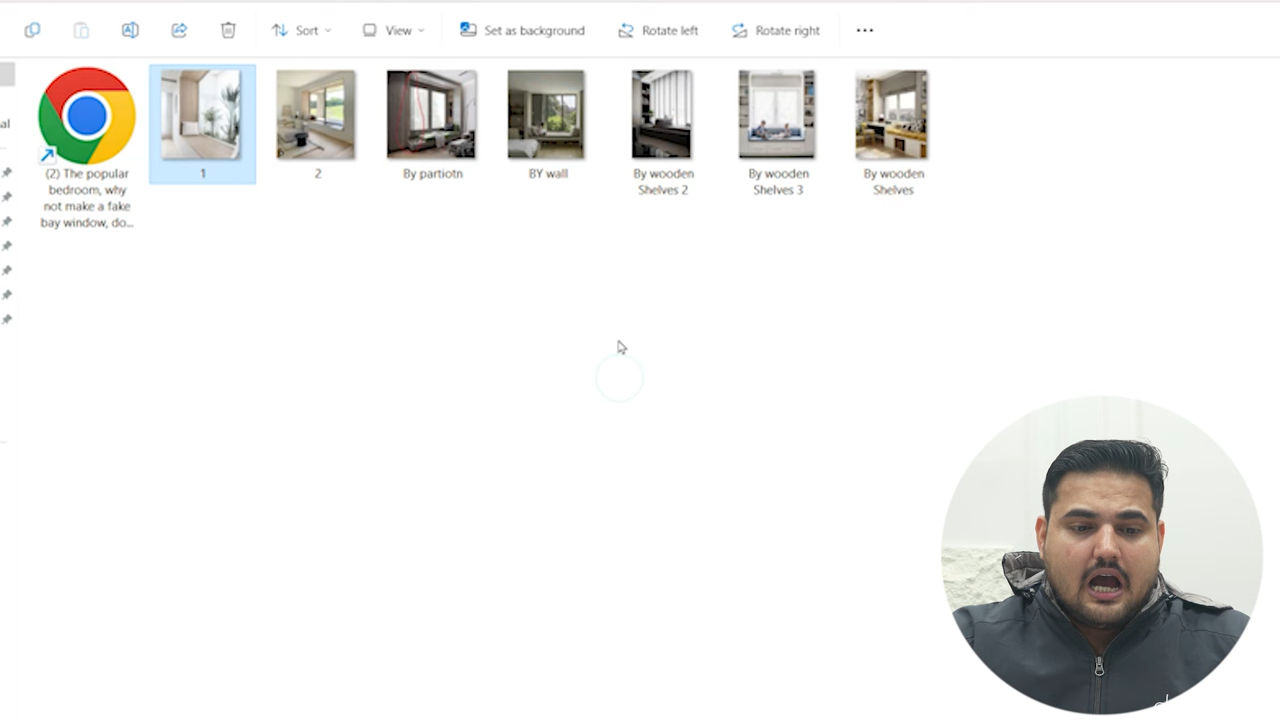 Sort
View
Set as background
Rotate left
Rotate right
al
(2) The popular
bedroom, why
not make a fake
bay window, do...
1
2
By partiotn
BY wall
By wooden
Shelves 2
By wooden
Shelves 3
By wooden
Shelves